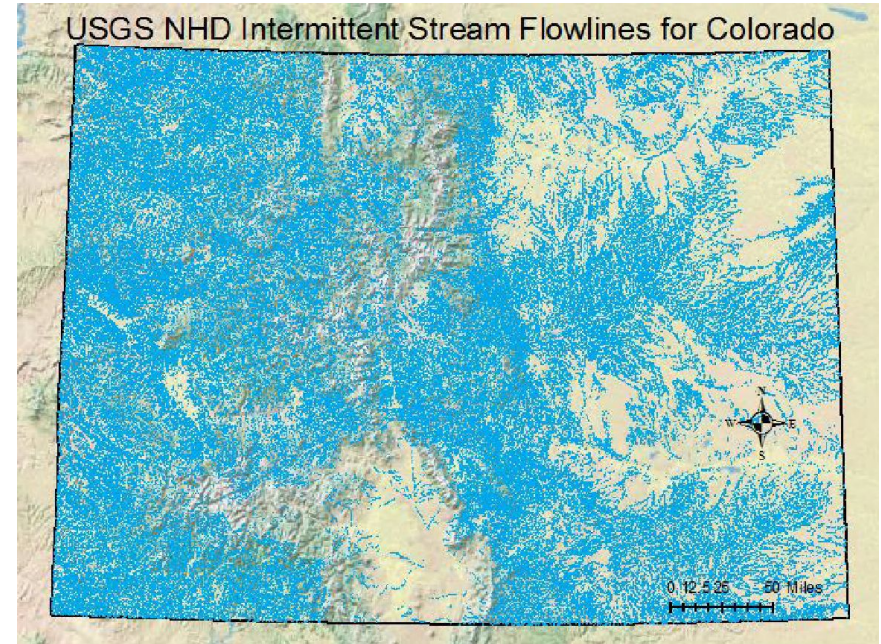 USGS NHD Intermittent Stream Flowlines for Colorado
N
W E
S
0 12.5 25 50 Miles